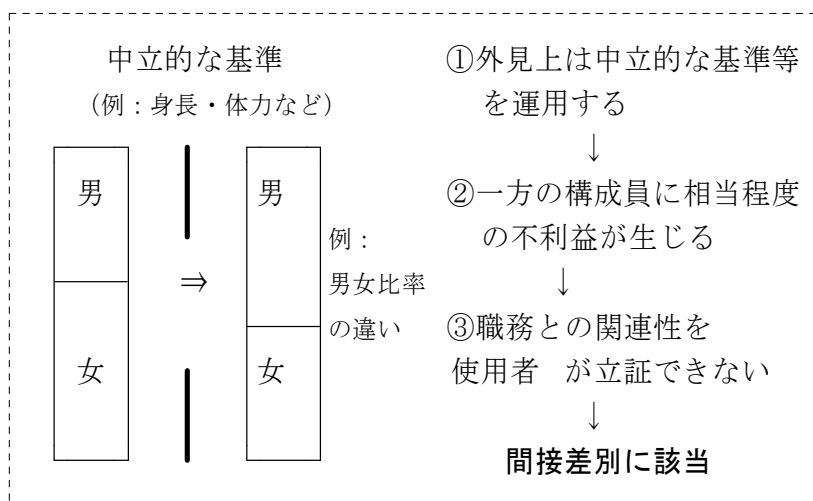 中立的な基準
(例：身長・体力など)
男
女
⇒
男
女
例：
男女比率
の違い
①外見上は中立的な基準等
を運用する
↓
②一方の構成員に相当程度
の不利益が生じる
↓
③職務との関連性を
使用者　が立証できない
↓
間接差別に該当